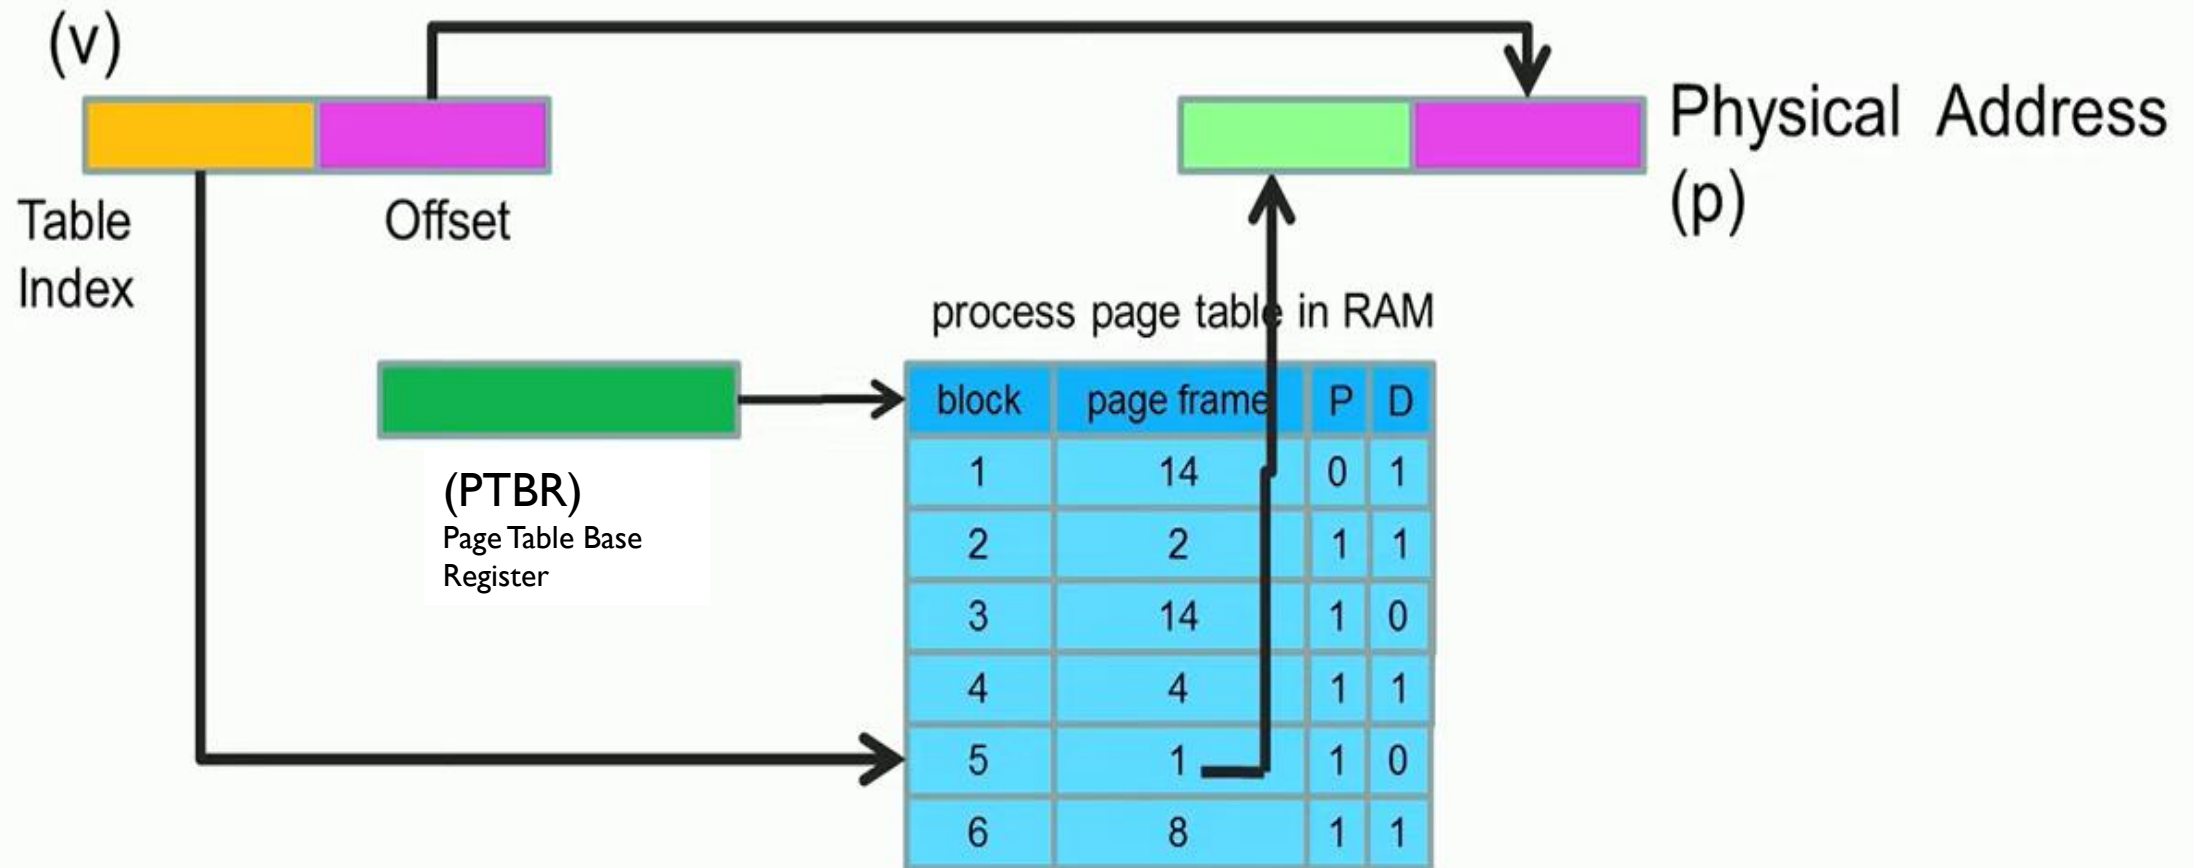 (v)
Physical Address
(p)
Table
Index
Offset
process page table in RAM
(PTBR)
Page Table Base
Register
block page frame P D
1 14 0 1
2 2 1 1
3 14 1 0
4 4 1 1
5 1 1 0
6 8 1 1